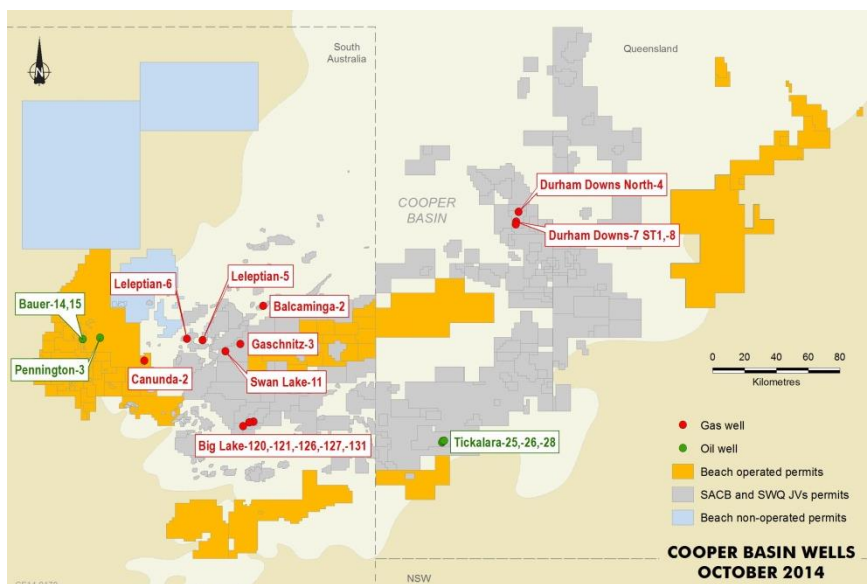 South
Australia
Queensland
N
COOPER
BASIN
Durham Downs North-4
Durham Downs-7 ST1,-8
Leleptian-6
Leleptian-5
Balcaminga-2
Bauer-14,15
Gaschnitz-3
Pennington-3
Canunda-2
Swan Lake-11
0 20 40 60 80
Kilometres
Big Lake-120,-121,-126,-127,-131
Tickalara-25,-26,-28
Gas well
Oil well
Beach operated permits
SACB and SWQ JVs permits
Beach non-operated permits
COOPER BASIN WELLS
OCTOBER 2014
NSW